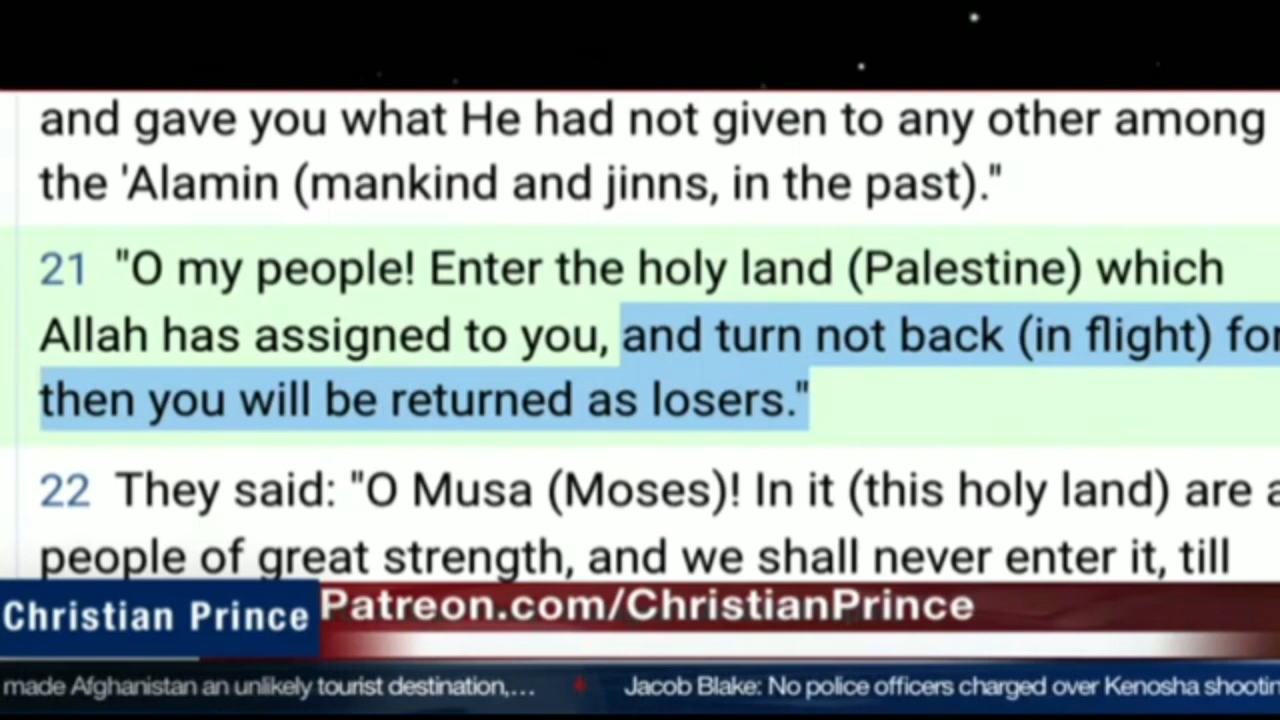 and gave you what He had not given to any other among
the 'Alamin (mankind and jinns, in the past)."
21 "O my people! Enter the holy land (Palestine) which
Allah has assigned to you, and turn not back (in flight) for
then you will be returned as losers."
22 They said: "O Musa (Moses)! In it (this holy land) are a
people of great strength, and we shall never enter it, till
Christian Prince
Patreon.com/ChristianPrince
made Afghanistan an unlikely tourist destination,...
Jacob Blake: No police officers charged over Kenosha shootin